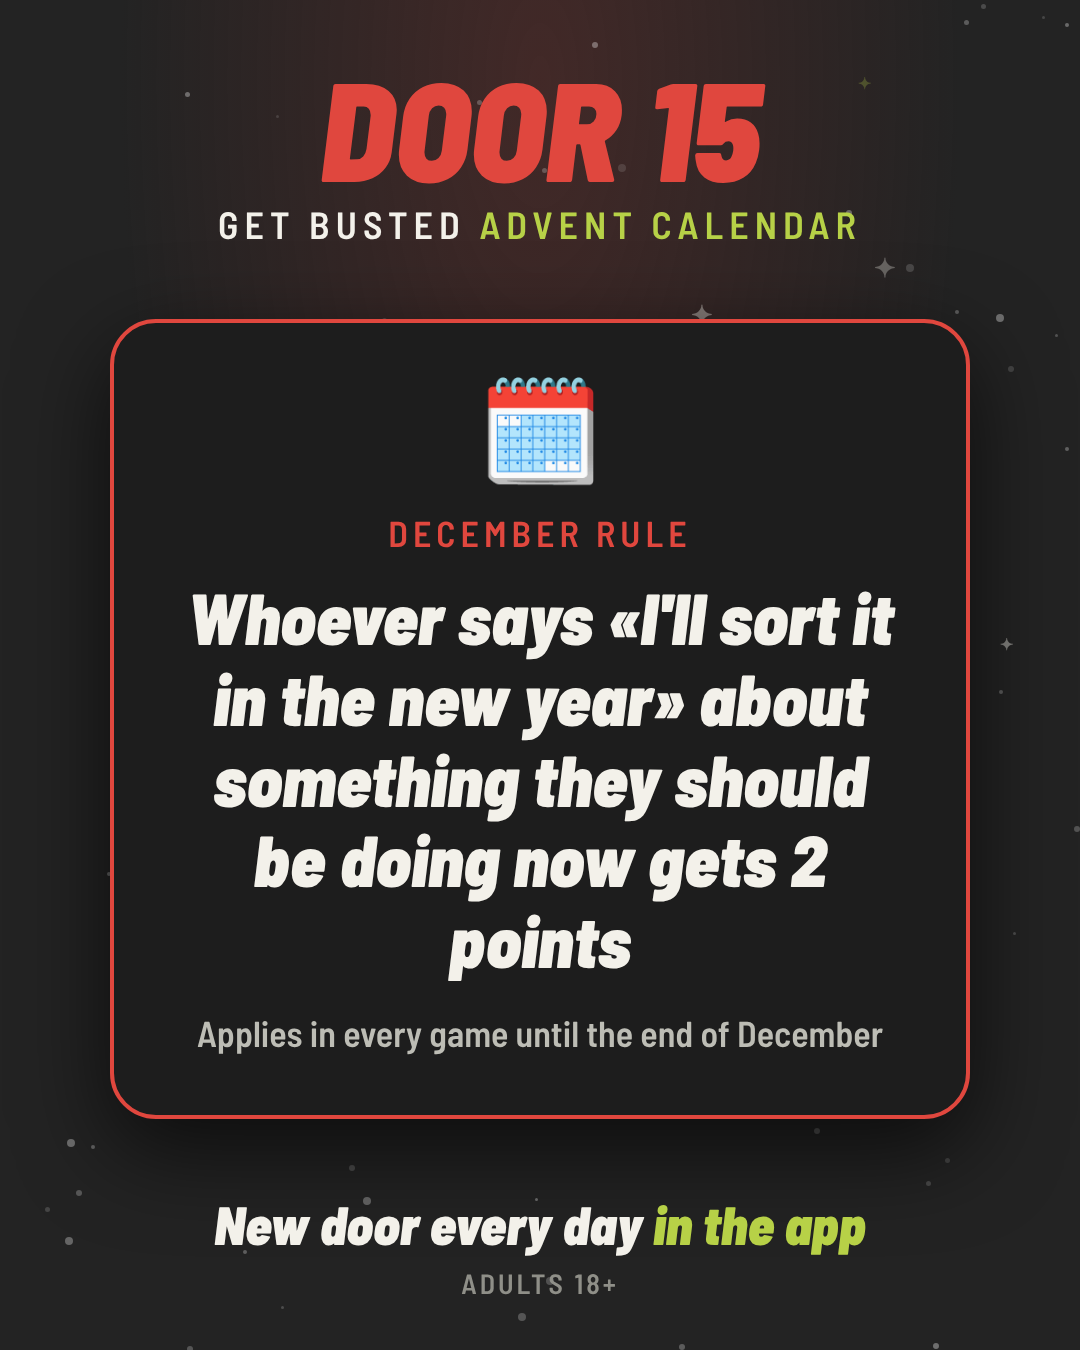 DOOR 15
GET BUSTED ADVENT CALENDAR
DECEMBER RULE
Whoever says «I'll sort it
in the new year» about
something they should
be doing now gets 2
points
Applies in every game until the end of December
New door every day in the app
ADULTS 18+